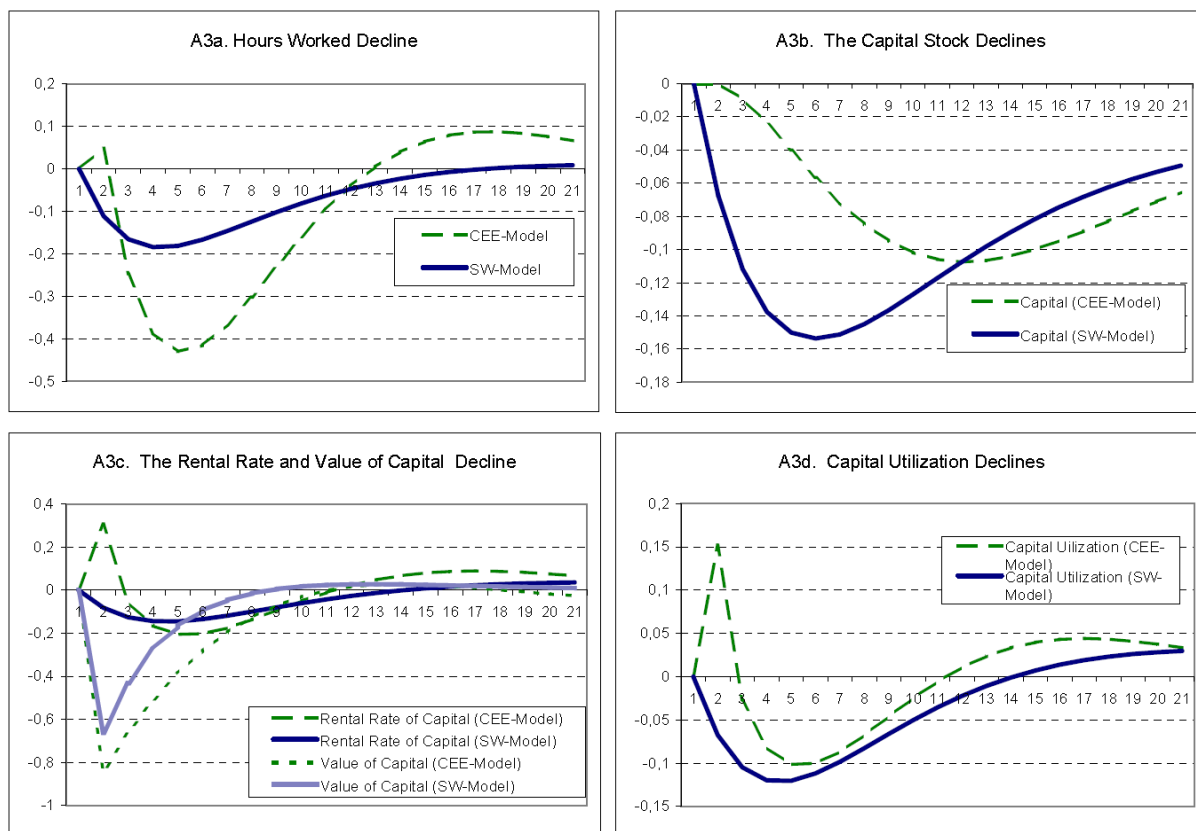 A3a. Hours Worked Decline
0,2
0,1
0
-0,1
-0,2
-0,3
-0,4
-0,5
1 2 3 4 5 6 7 8 9 10 11 12 13 14 15 16 17 18 19 20 21
CEE-Model
SW-Model
A3b. The Capital Stock Declines
0
-0,02
-0,04
-0,06
-0,08
-0,1
-0,12
-0,14
-0,16
-0,18
1 2 3 4 5 6 7 8 9 10 11 12 13 14 15 16 17 18 19 20 21
Capital (CEE-Model)
Capital (SW-Model)
A3c. The Rental Rate and Value of Capital Decline
0,4
0,2
0
-0,2
-0,4
-0,6
-0,8
-1
1 2 3 4 5 6 7 8 9 10 11 12 13 14 15 16 17 18 19 20 21
Rental Rate of Capital (CEE-Model)
Rental Rate of Capital (SW-Model)
Value of Capital (CEE-Model)
Value of Capital (SW-Model)
A3d. Capital Utilization Declines
0,2
0,15
0,1
0,05
0
-0,05
-0,1
-0,15
1 2 3 4 5 6 7 8 9 10 11 12 13 14 15 16 17 18 19 20 21
Capital Uilization (CEE-
Model)
Capital Utilization (SW-
Model)